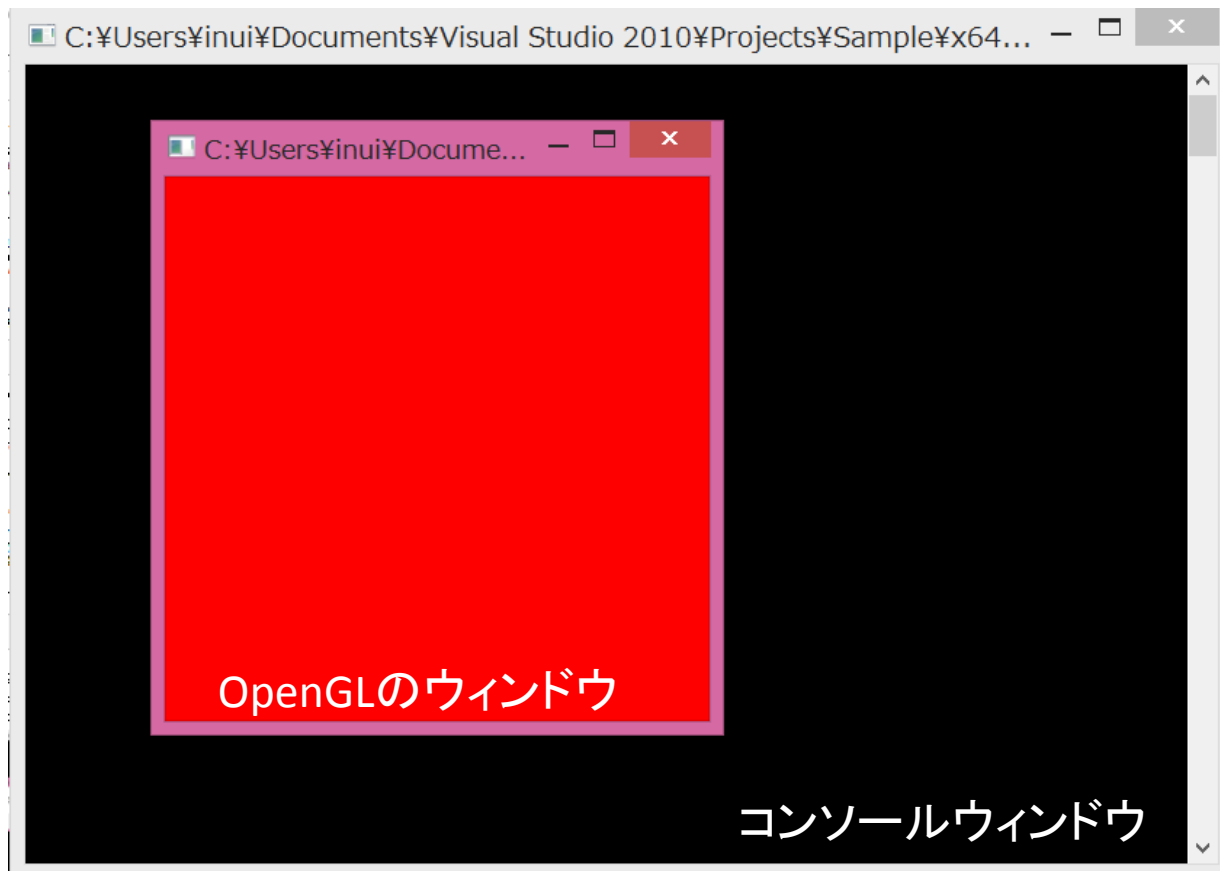 C:¥Users¥inui¥Documents¥Visual Studio 2010¥Projects¥Sample¥x64...
C:¥Users¥inui¥Docume...
OpenGLのウィンドウ
コンソールウィンドウ